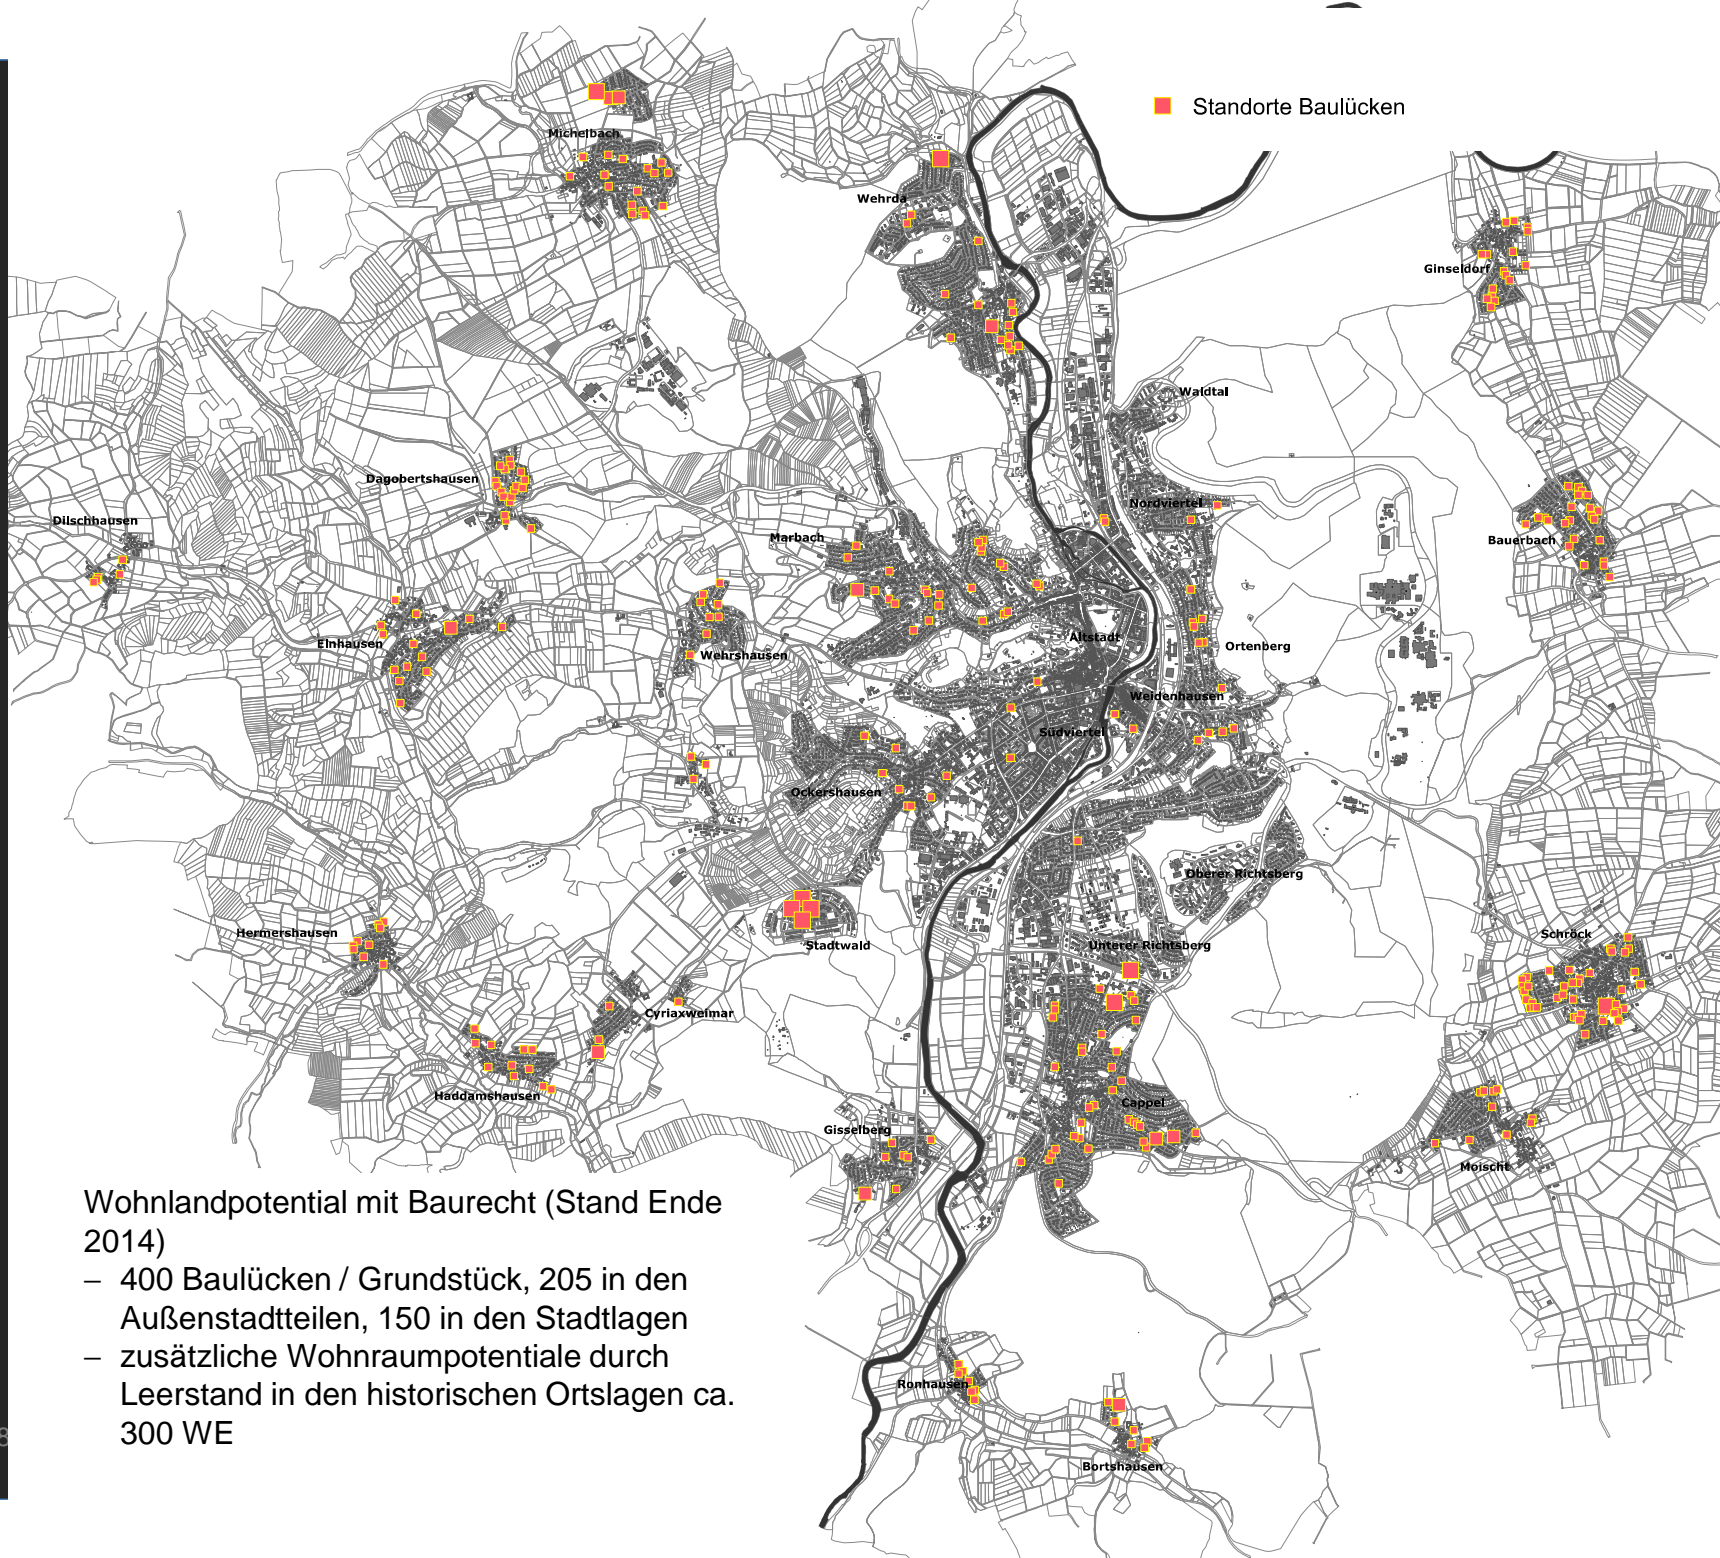 Standorte Baulücken
Michelbach
Wehrda
Ginseldorf
Waldtal
Dagobertshausen
Nordviertel
Dilschhausen
Marbach
Bauerbach
Elnhausen
Altstadt
Wehrshausen
Ortenberg
Weidenhausen
Südviertel
Ockershausen
Oberer Richtsberg
Hermershausen
Stadtwald
Unterer Richtsberg
Schröck
Cyriaxweimar
Haddamshausen
Cappel
Gisselberg
Moischt
Wohnlandpotential mit Baurecht (Stand Ende
2014)
– 400 Baulücken / Grundstück, 205 in den
Außenstadtteilen, 150 in den Stadtlagen
– zusätzliche Wohnraumpotentiale durch
Leerstand in den historischen Ortslagen ca.
300 WE
Ronhausen
Bortshausen
8